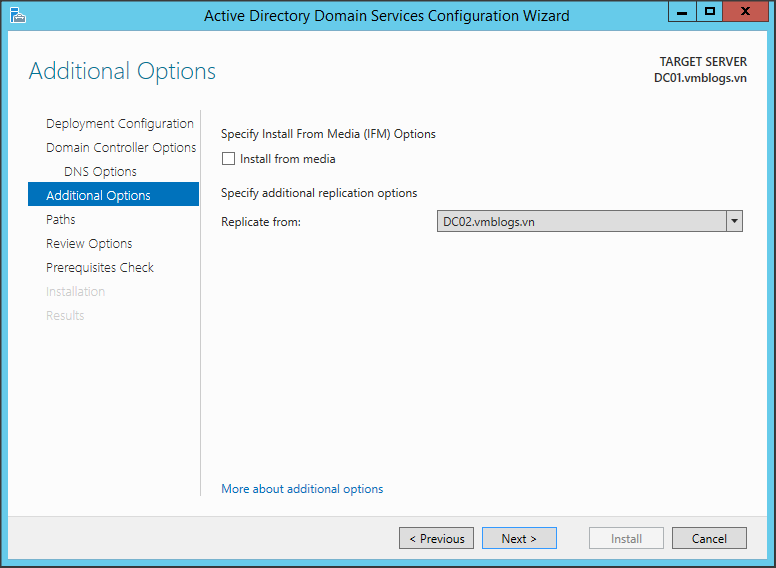 Active Directory Domain Services Configuration Wizard
Additional Options
TARGET SERVER
DC01.vmblogs.vn
Deployment Configuration
Domain Controller Options
DNS Options
Additional Options
Paths
Review Options
Prerequisites Check
Installation
Results
Specify Install From Media (IFM) Options
Install from media
Specify additional replication options
Replicate from:
DC02.vmblogs.vn
More about additional options
< Previous
Next >
Install
Cancel